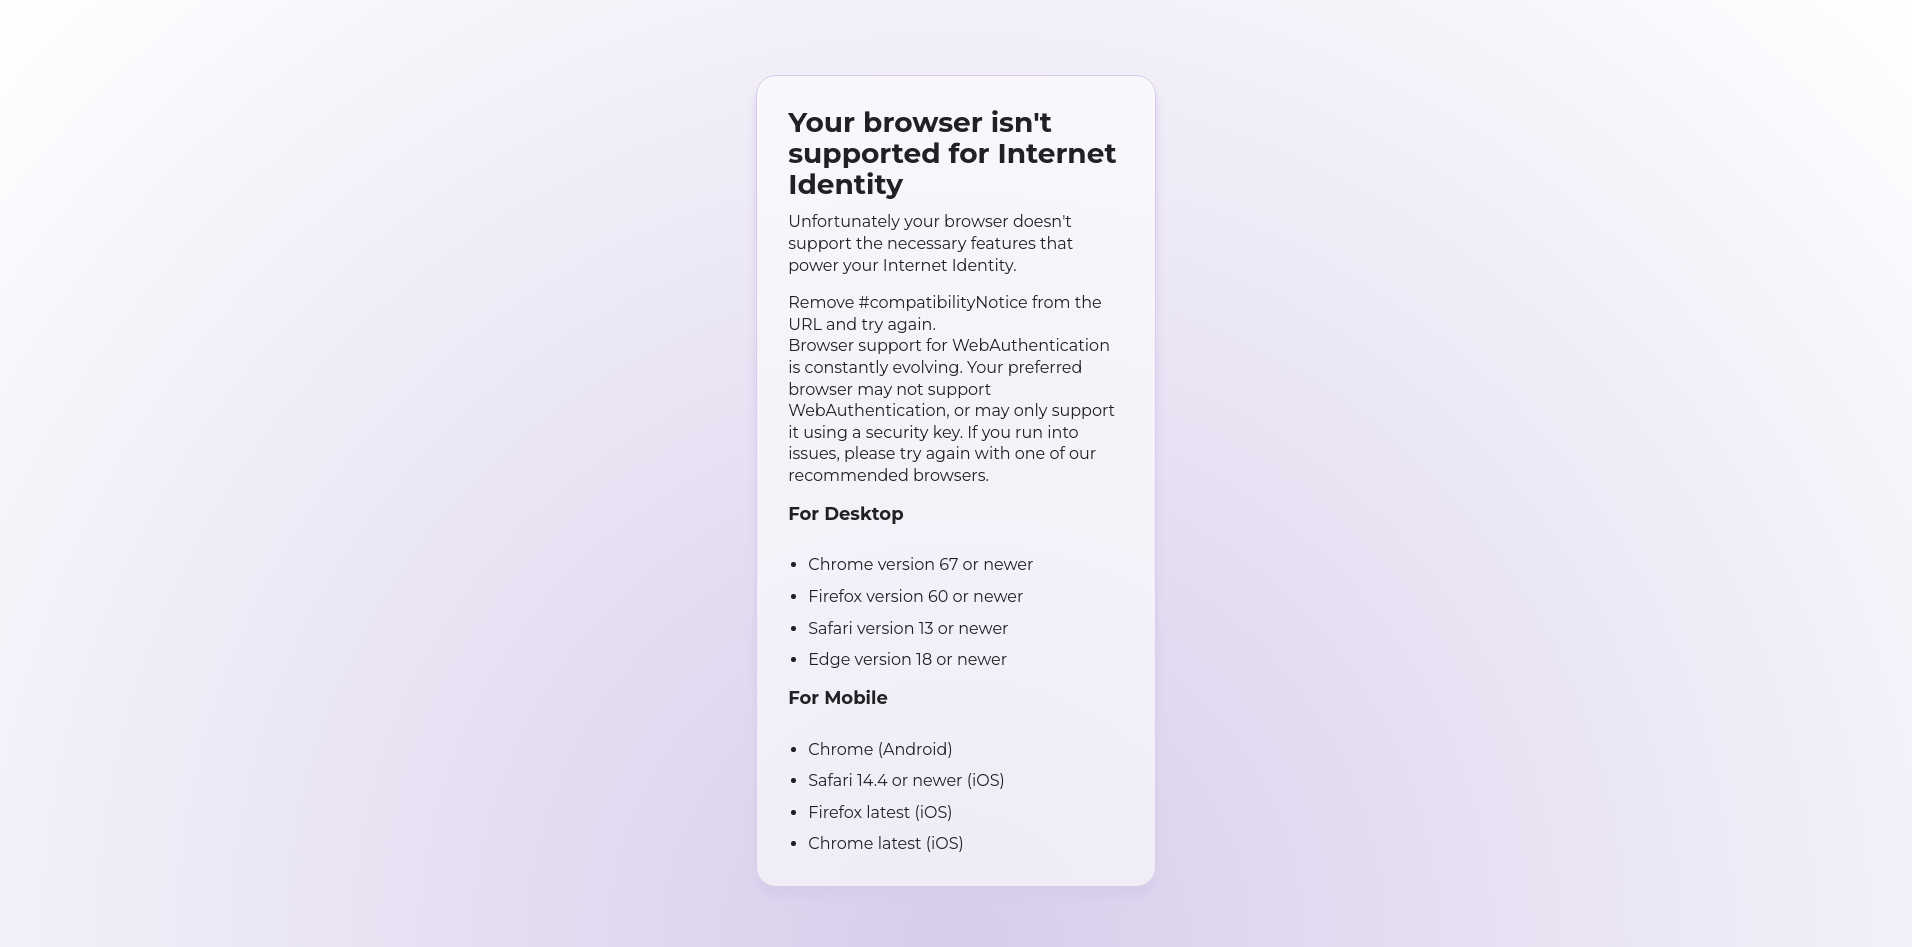 Your browser isn't
supported for Internet
Identity
Unfortunately your browser doesn't
support the necessary features that
power your Internet Identity.
Remove #compatibilityNotice from the
URL and try again.
Browser support for WebAuthentication
is constantly evolving. Your preferred
browser may not support
WebAuthentication, or may only support
it using a security key. If you run into
issues, please try again with one of our
recommended browsers.
For Desktop
• Chrome version 67 or newer
• Firefox version 60 or newer
• Safari version 13 or newer
• Edge version 18 or newer
For Mobile
• Chrome (Android)
• Safari 14.4 or newer (iOS)
• Firefox latest (iOS)
• Chrome latest (iOS)